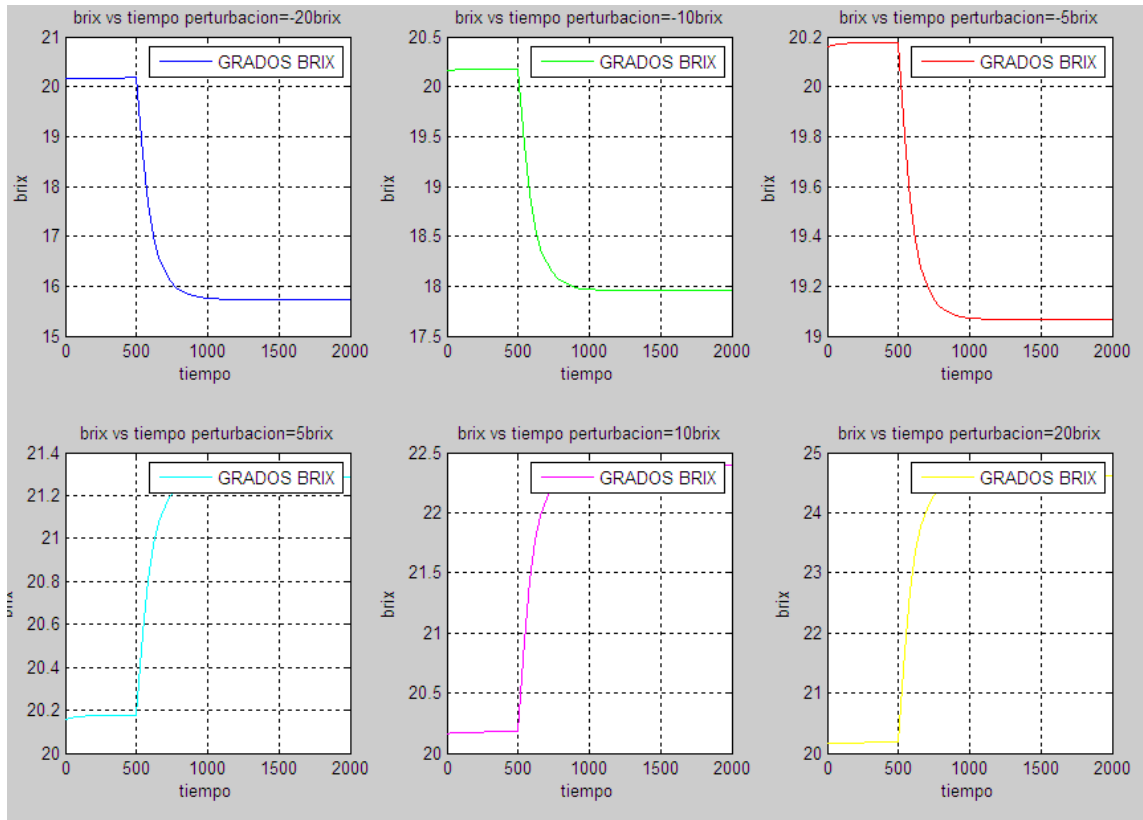 brix vs tiempo perturbacion=-20brix
21
20
19
18
17
16
15
brix
GRADOS BRIX
0 500 1000 1500 2000
tiempo
brix vs tiempo perturbacion=-10brix
20.5
20
19.5
19
18.5
18
17.5
brix
GRADOS BRIX
0 500 1000 1500 2000
tiempo
brix vs tiempo perturbacion=-5brix
20.2
20
19.8
19.6
19.4
19.2
19
brix
GRADOS BRIX
0 500 1000 1500 2000
tiempo
brix vs tiempo perturbacion=5brix
21.4
21.2
21
20.8
20.6
20.4
20.2
20
brix
GRADOS BRIX
0 500 1000 1500 2000
tiempo
brix vs tiempo perturbacion=10brix
22.5
22
21.5
21
20.5
20
brix
GRADOS BRIX
0 500 1000 1500 2000
tiempo
brix vs tiempo perturbacion=20brix
25
24
23
22
21
20
brix
GRADOS BRIX
0 500 1000 1500 2000
tiempo